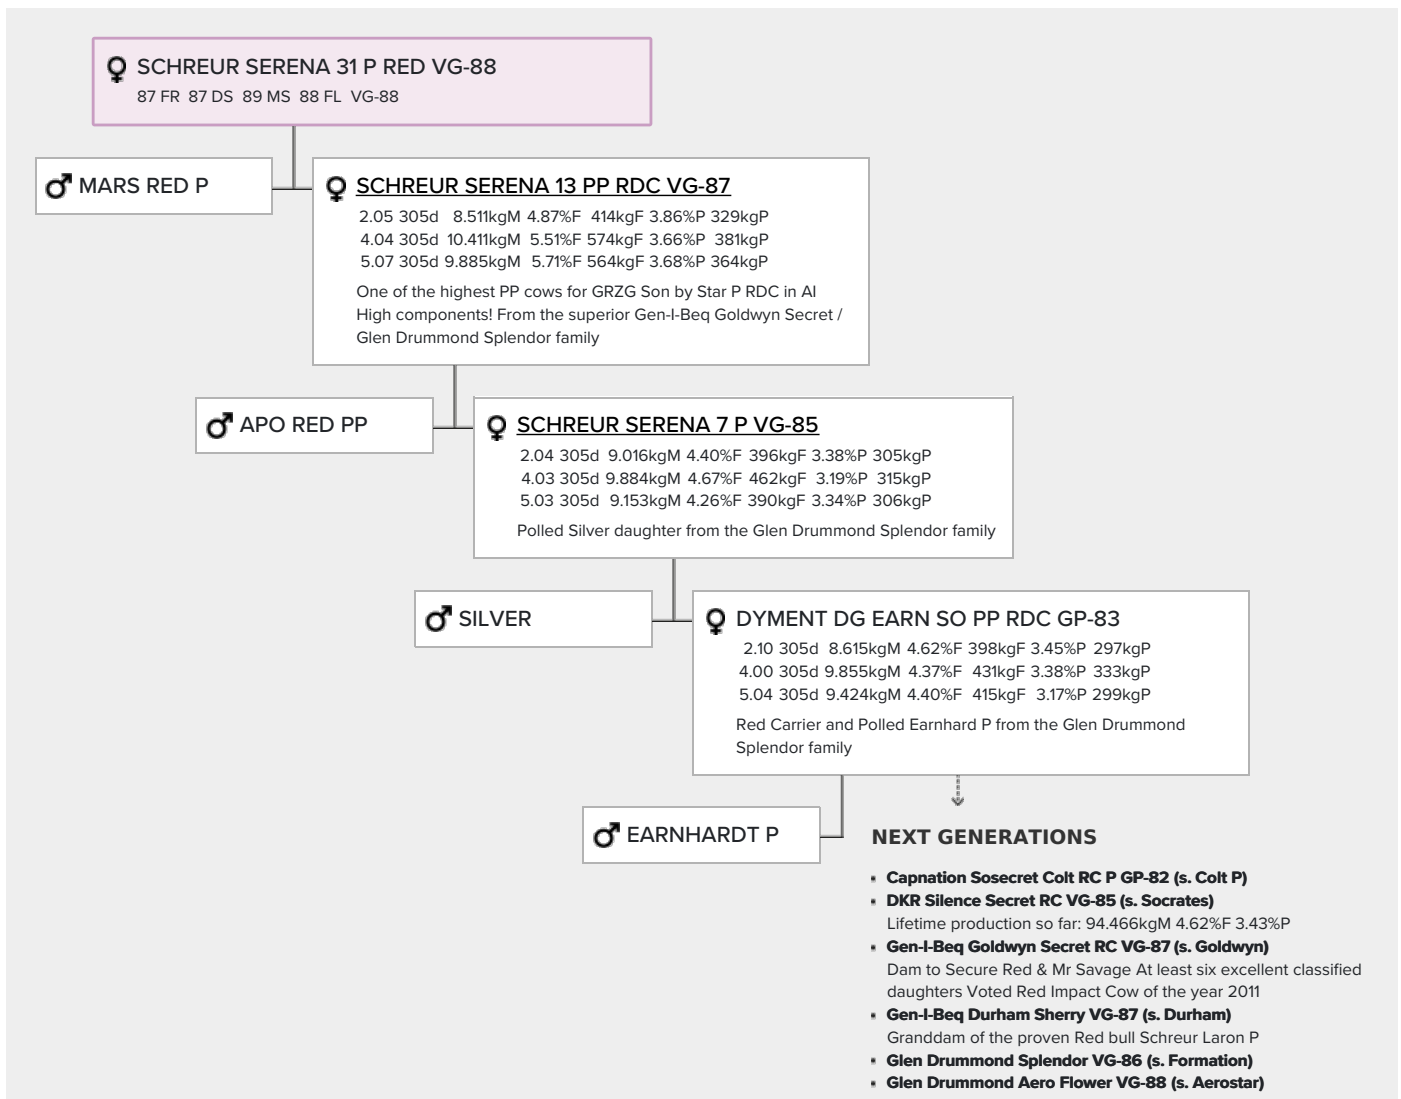 SCHREUR SERENA 31 P RED VG-88
87 FR 87 DS 89 MS 88 FL VG-88
MARS RED P
SCHREUR SERENA 13 PP RDC VG-87
2.05 305d 8.511kgM 4.87%F 414kgF 3.86%P 329kgP
4.04 305d 10.411kgM 5.51%F 574kgF 3.66%P 381kgP
5.07 305d 9.885kgM 5.71%F 564kgF 3.68%P 364kgP
One of the highest PP cows for GRZG Son by Star P RDC in AI
High components! From the superior Gen-I-Beq Goldwyn Secret /
Glen Drummond Splendor family
APO RED PP
SCHREUR SERENA 7 P VG-85
2.04 305d 9.016kgM 4.40%F 396kgF 3.38%P 305kgP
4.03 305d 9.884kgM 4.67%F 462kgF 3.19%P 315kgP
5.03 305d 9.153kgM 4.26%F 390kgF 3.34%P 306kgP
Polled Silver daughter from the Glen Drummond Splendor family
SILVER
DYMENT DG EARN SO PP RDC GP-83
2.10 305d 8.615kgM 4.62%F 398kgF 3.45%P 297kgP
4.00 305d 9.855kgM 4.37%F 431kgF 3.38%P 333kgP
5.04 305d 9.424kgM 4.40%F 415kgF 3.17%P 299kgP
Red Carrier and Polled Earnhard P from the Glen Drummond
Splendor family
EARNHARDT P
NEXT GENERATIONS
Capnation Sosecret Colt RC P GP-82 (s. Colt P)
DKR Silence Secret RC VG-85 (s. Socrates)
Lifetime production so far: 94.466kgM 4.62%F 3.43%P
Gen-I-Beq Goldwyn Secret RC VG-87 (s. Goldwyn)
Dam to Secure Red & Mr Savage At least six excellent classified
daughters Voted Red Impact Cow of the year 2011
Gen-I-Beq Durham Sherry VG-87 (s. Durham)
Granddam of the proven Red bull Schreur Laron P
Glen Drummond Splendor VG-86 (s. Formation)
Glen Drummond Aero Flower VG-88 (s. Aerostar)